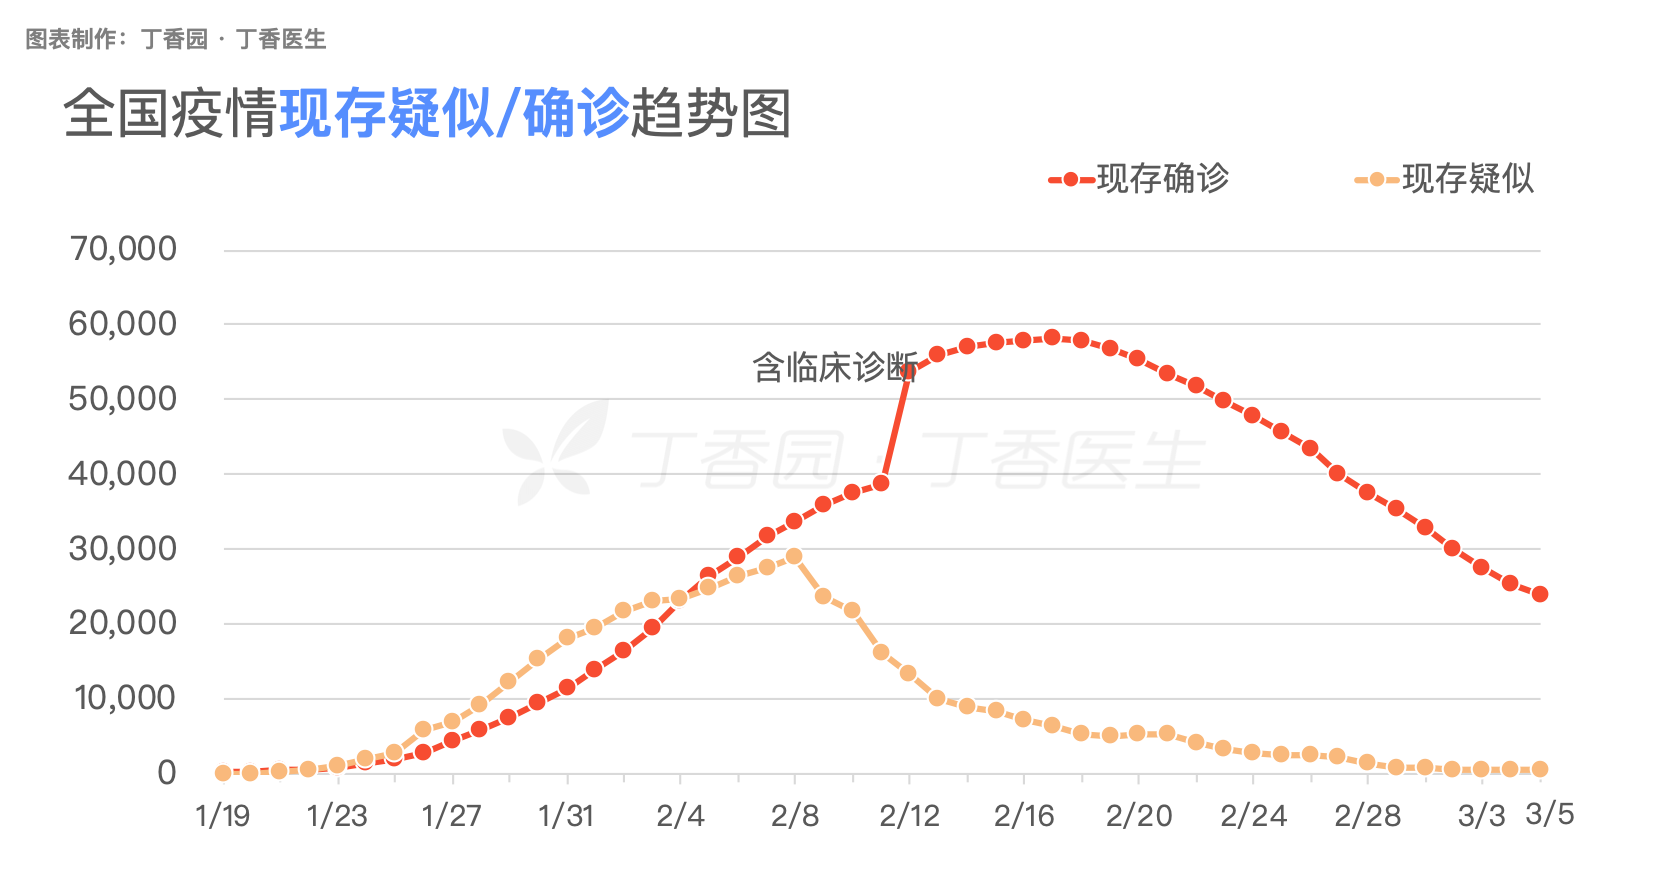 图表制作：丁香园 · 丁香医生
全国疫情现存疑似/确诊趋势图
现存确诊 现存疑似
70,000
60,000
含临床诊断
50,000
丁香园 · 丁香医生
40,000
30,000
20,000
10,000
0
1/19 1/23 1/27 1/31 2/4 2/8 2/12 2/16 2/20 2/24 2/28 3/3 3/5